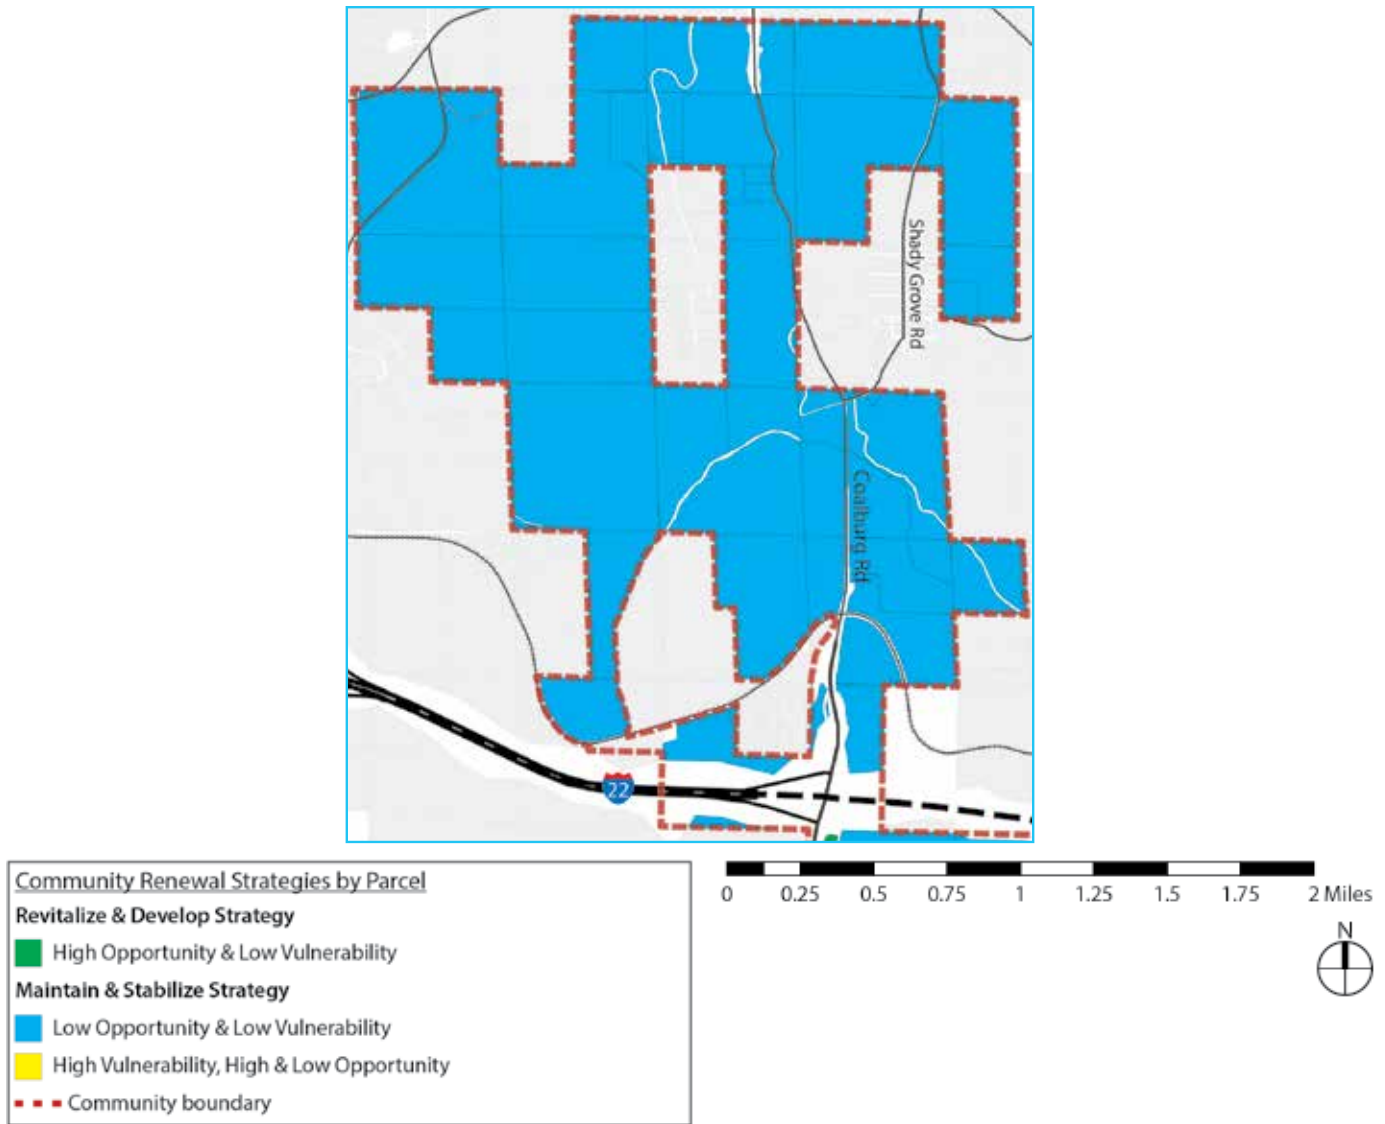 Shady Grove Rd
Coalburg Rd
22
Community Renewal Strategies by Parcel
Revitalize & Develop Strategy
High Opportunity & Low Vulnerability
Maintain & Stabilize Strategy
Low Opportunity & Low Vulnerability
High Vulnerability, High & Low Opportunity
Community boundary
0 0.25 0.5 0.75 1 1.25 1.5 1.75 2 Miles
N